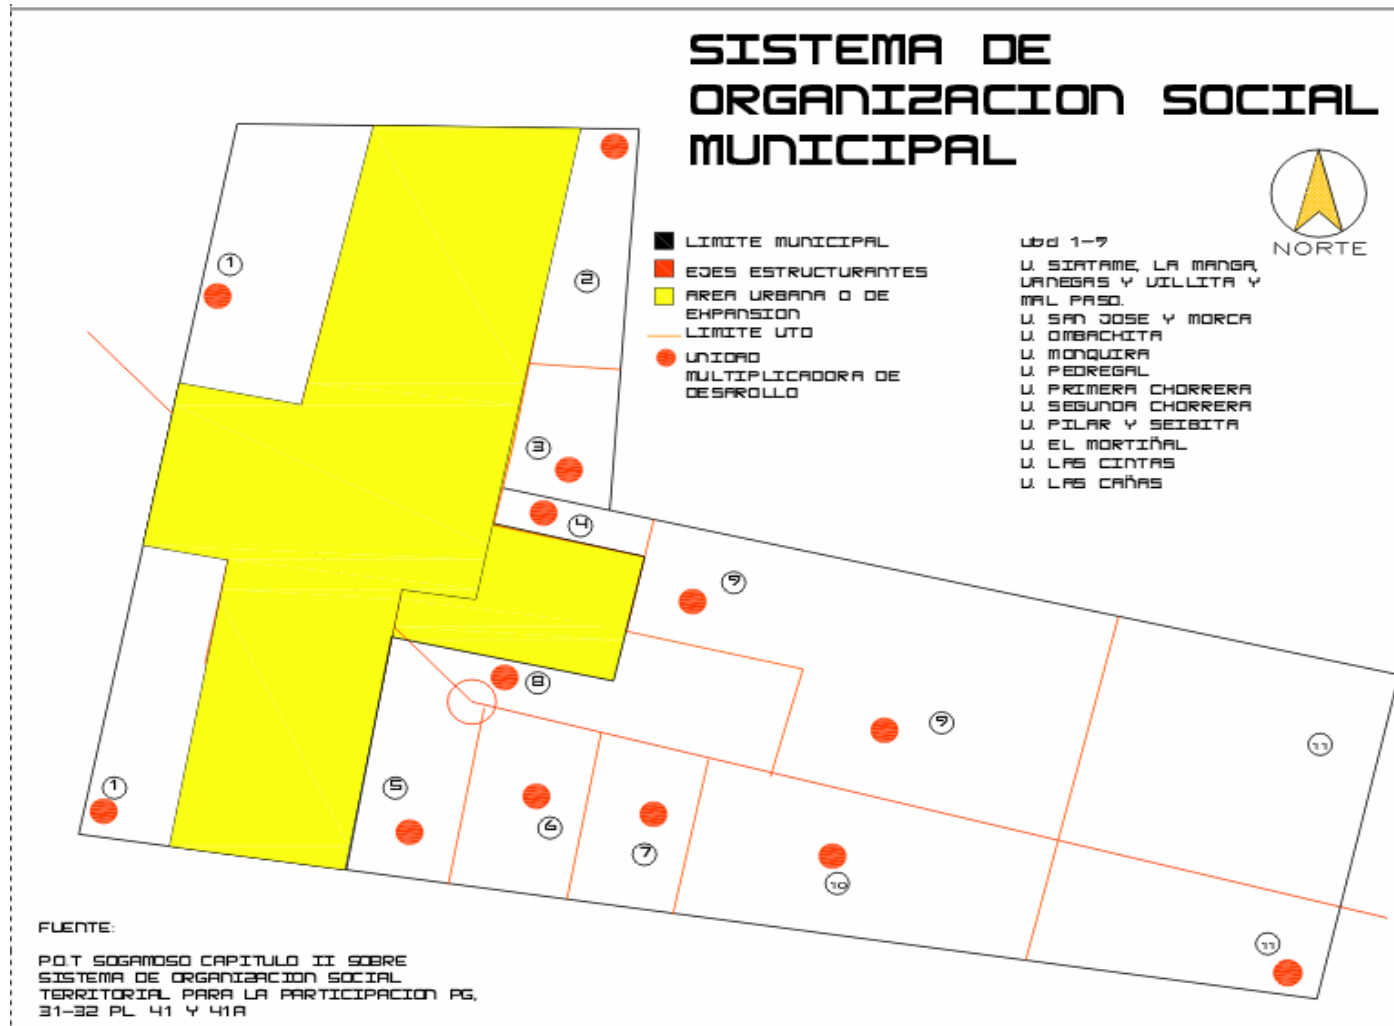 SISTEMA DE
ORGANIZACION SOCIAL
MUNICIPAL
NORTE
LIMITE MUNICIPAL
EJES ESTRUCTURANTES
AREA URBANA O DE
EXPANSION
LIMITE UTO
UNIDAD
MULTIPLICADORA DE
DESAROLLO
ubd 1-9
V. SIATAME, LA MANGA,
VANEGAS Y VILLITA Y
MAL PASO.
V. SAN JOSE Y MORCA
V. OMBACHITA
V. MONQUIRA
V. PEDREGAL
V. PRIMERA CHORRERA
V. SEGUNDA CHORRERA
V. PILAR Y SEIBITA
V. EL MORTIÑAL
V. LAS CINTAS
V. LAS CAÑAS
1
2
3
4
9
8
9
11
1
5
6
7
10
11
FUENTE:
P.O.T SOGAMOSO CAPITULO II SOBRE
SISTEMA DE ORGANIZACION SOCIAL
TERRITORIAL PARA LA PARTICIPACION PG,
31-32 PL 41 Y 41A